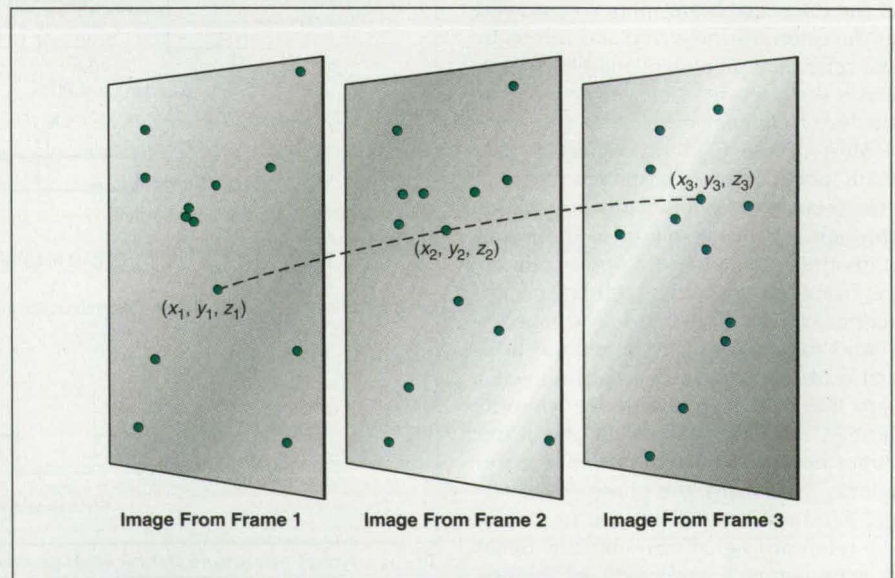 (x₃, y₃, z₃)
(x₂, y₂, z₂)
(x₁, y₁, z₁)
Image From Frame 1
Image From Frame 2
Image From Frame 3